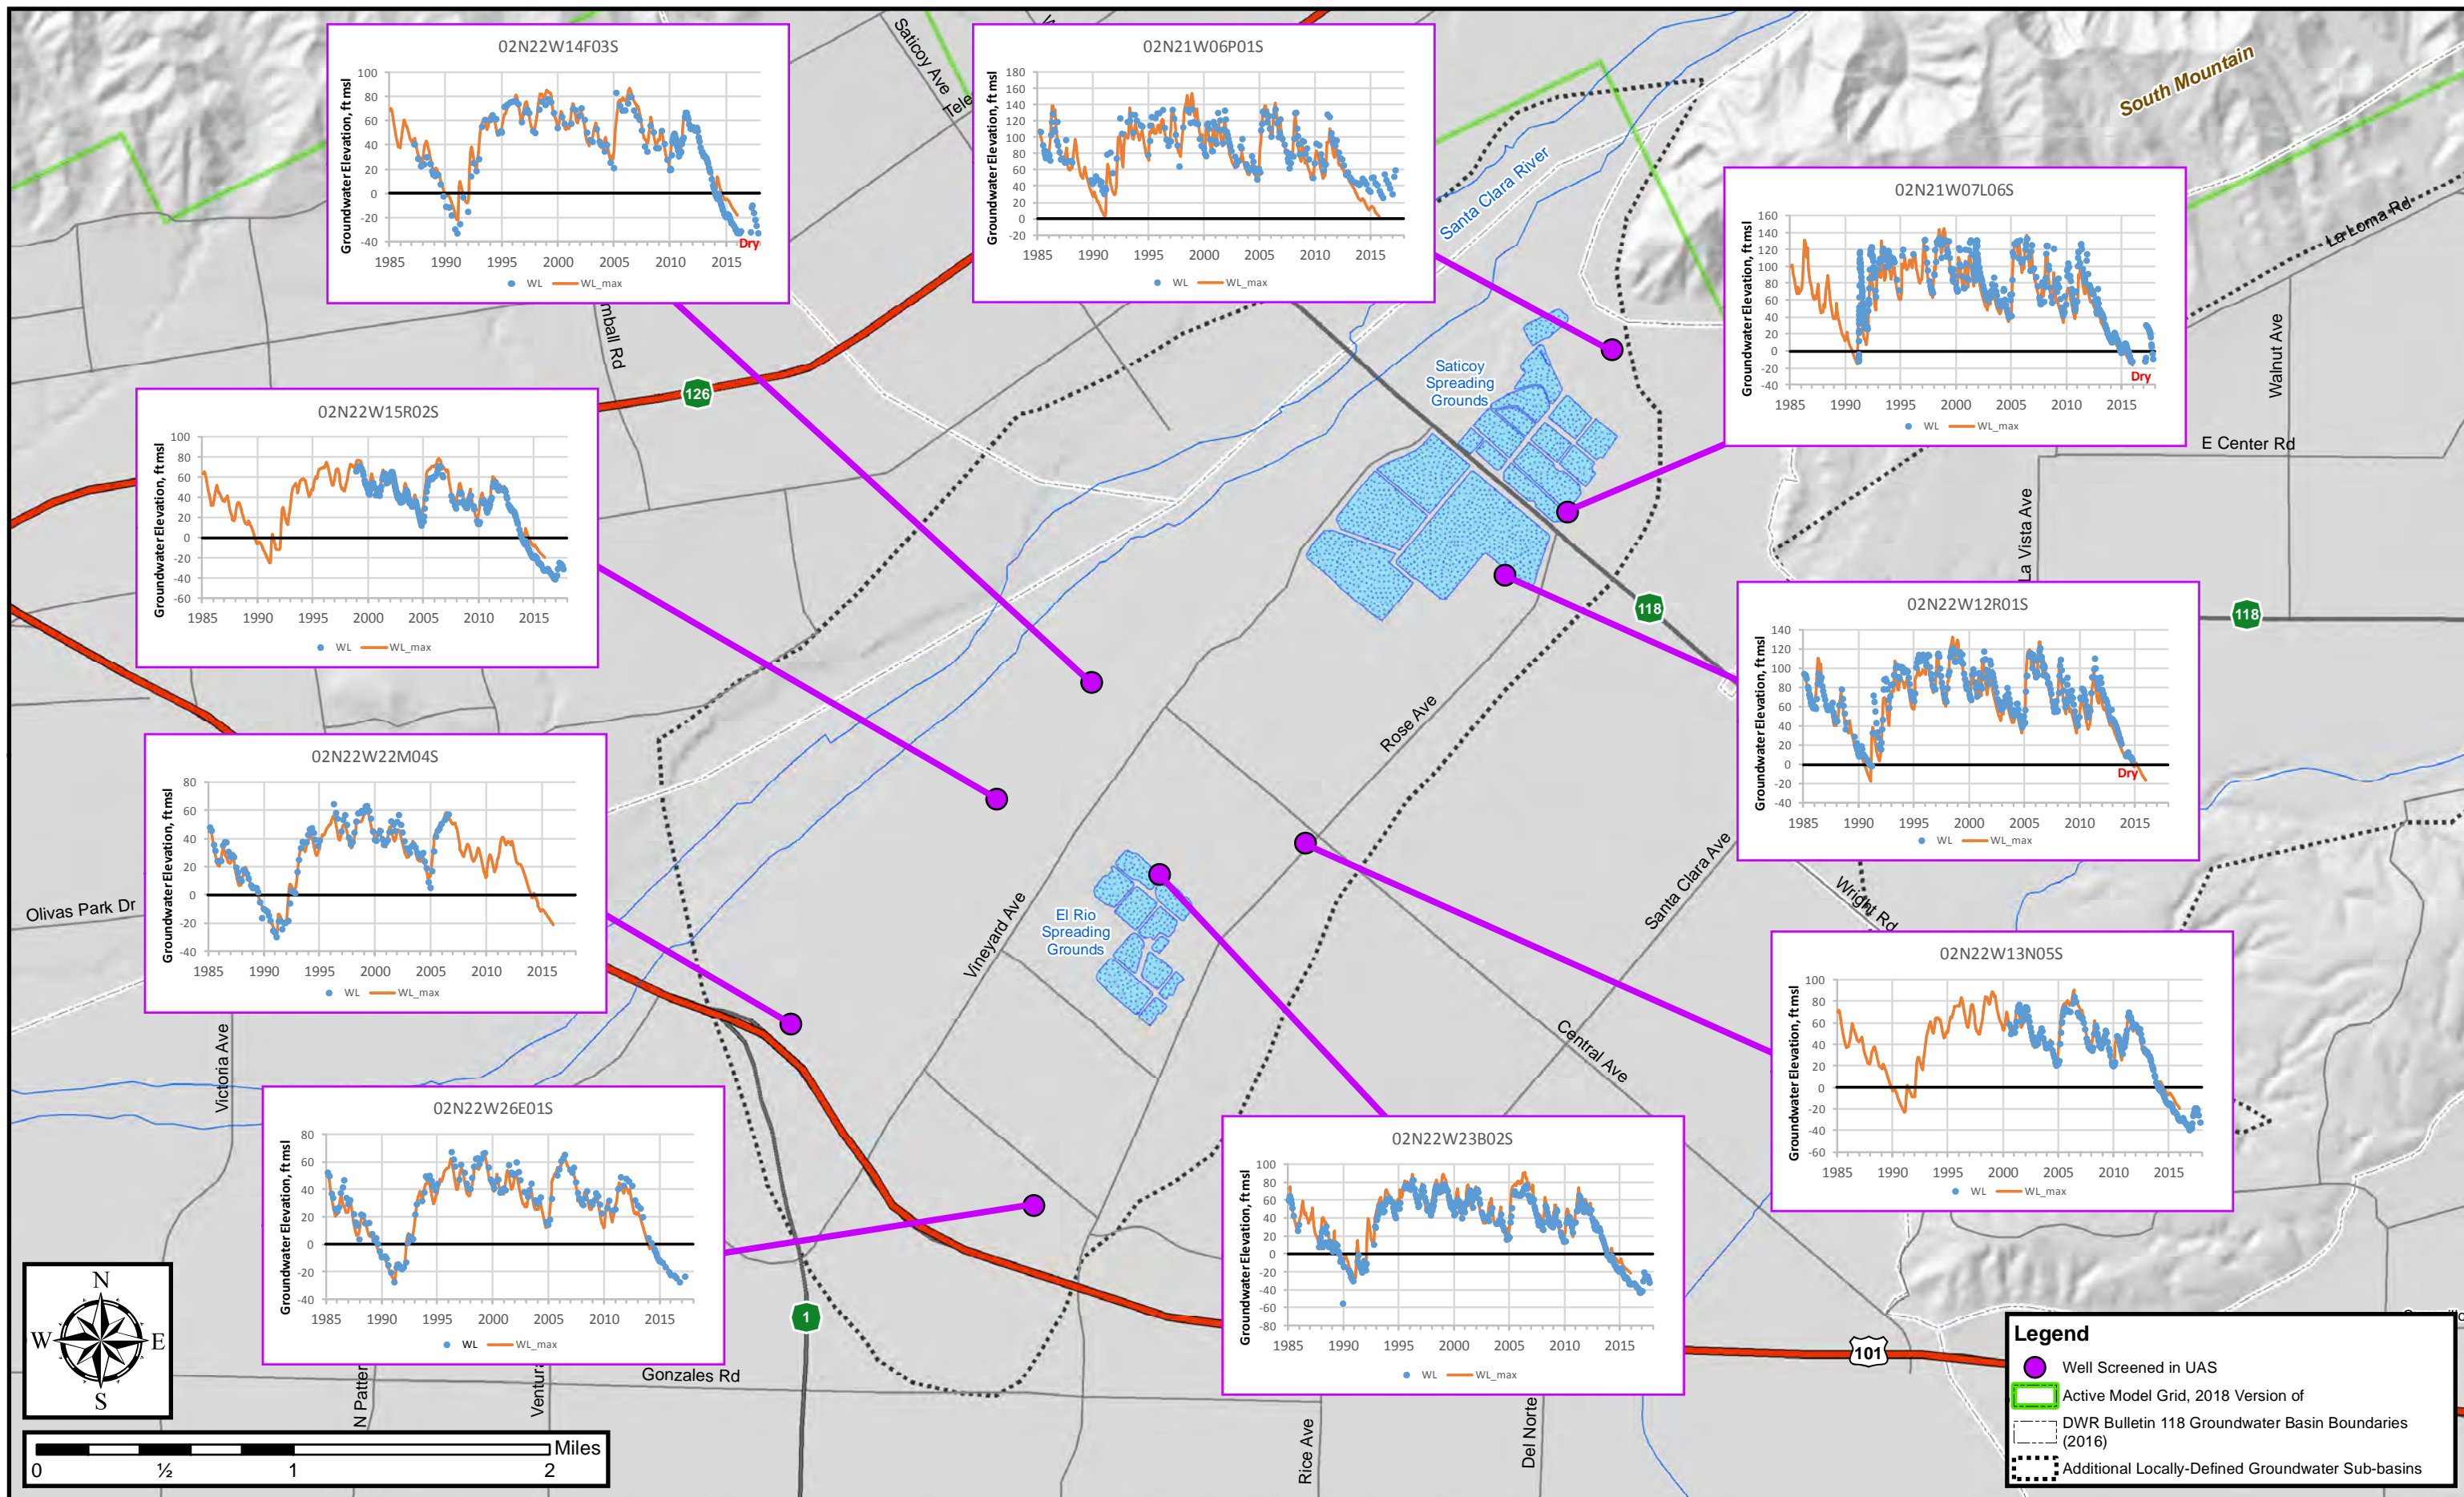 Saticoy Ave
Tele
mball Rd
126
South Mountain
Santa Clara River
La Loma Rd
Walnut Ave
E Center Rd
La Vista Ave
118
118
Saticoy
Spreading
Grounds
Rose Ave
Santa Clara Ave
Wright Rd
Central Ave
Vineyard Ave
El Rio
Spreading
Grounds
Olivas Park Dr
Victoria Ave
N Patter
Ventura
Gonzales Rd
1
Rice Ave
Del Norte
101
02N22W14F03S
Groundwater Elevation, ft msl
100
80
60
40
20
0
-20
-40
Dry
1985 1990 1995 2000 2005 2010 2015
WL WL_max
02N21W06P01S
Groundwater Elevation, ft msl
180
160
140
120
100
80
60
40
20
0
-20
1985 1990 1995 2000 2005 2010 2015
WL WL_max
02N21W07L06S
Groundwater Elevation, ft msl
160
140
120
100
80
60
40
20
0
-20
-40
Dry
1985 1990 1995 2000 2005 2010 2015
WL WL_max
02N22W15R02S
Groundwater Elevation, ft msl
100
80
60
40
20
0
-20
-40
-60
1985 1990 1995 2000 2005 2010 2015
WL WL_max
02N22W12R01S
Groundwater Elevation, ft msl
140
120
100
80
60
40
20
0
-20
-40
Dry
1985 1990 1995 2000 2005 2010 2015
WL WL_max
02N22W22M04S
Groundwater Elevation, ft msl
80
60
40
20
0
-20
-40
1985 1990 1995 2000 2005 2010 2015
WL WL_max
02N22W13N05S
Groundwater Elevation, ft msl
100
80
60
40
20
0
-20
-40
-60
1985 1990 1995 2000 2005 2010 2015
WL WL_max
02N22W26E01S
Groundwater Elevation, ft msl
80
60
40
20
0
-20
-40
1985 1990 1995 2000 2005 2010 2015
WL WL_max
02N22W23B02S
Groundwater Elevation, ft msl
100
80
60
40
20
0
-20
-40
-60
-80
1985 1990 1995 2000 2005 2010 2015
WL WL_max
N
W E
S
Miles
0 ½ 1 2
Legend
Well Screened in UAS
Active Model Grid, 2018 Version of
DWR Bulletin 118 Groundwater Basin Boundaries
(2016)
Additional Locally-Defined Groundwater Sub-basins